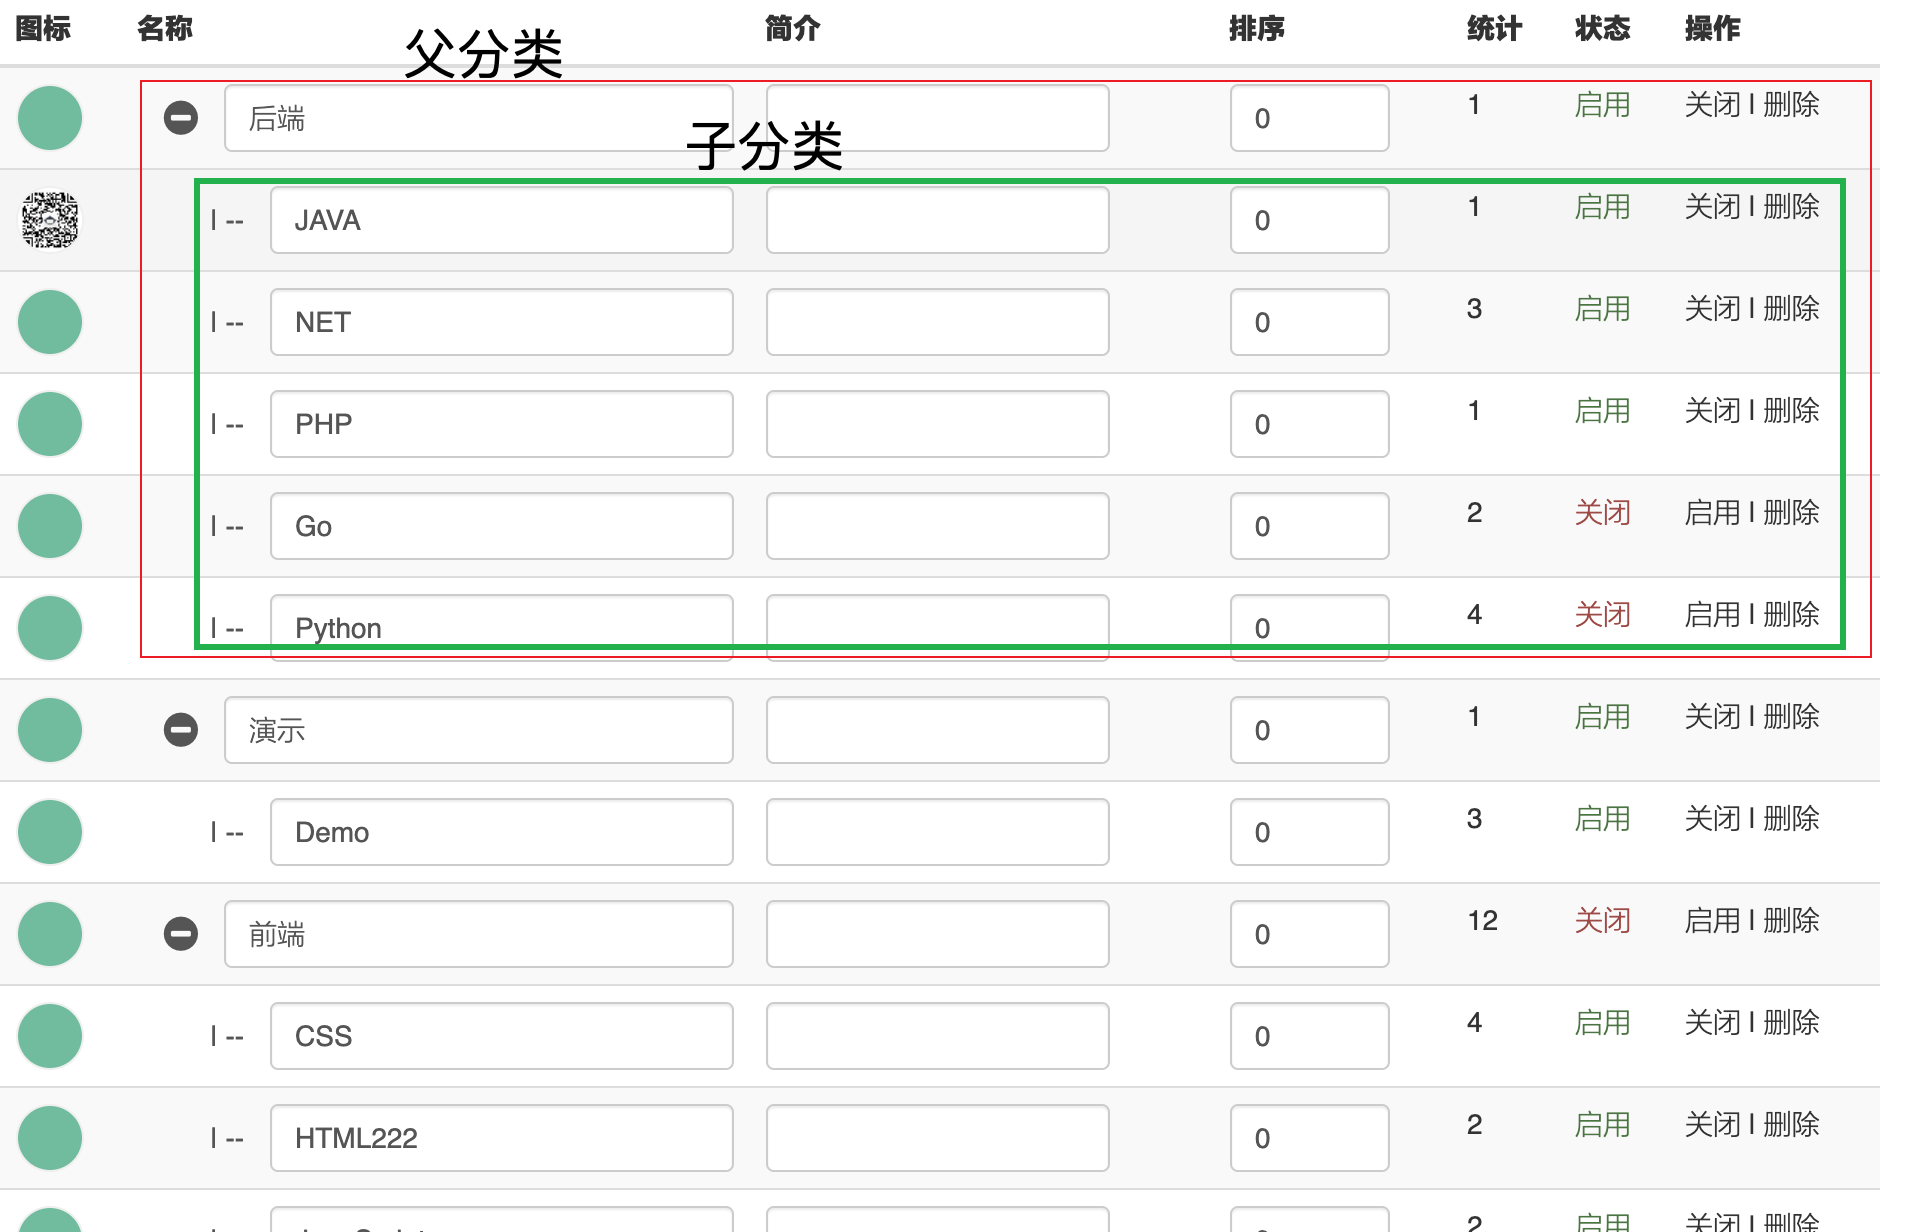 图标 名称 简介 排序 统计 状态 操作
父分类
后端 0 1 启用 关闭 | 删除
子分类
| -- JAVA 0 1 启用 关闭 | 删除
| -- NET 0 3 启用 关闭 | 删除
| -- PHP 0 1 启用 关闭 | 删除
| -- Go 0 2 关闭 启用 | 删除
| -- Python 0 4 关闭 启用 | 删除
演示 0 1 启用 关闭 | 删除
| -- Demo 0 3 启用 关闭 | 删除
前端 0 12 关闭 启用 | 删除
| -- CSS 0 4 启用 关闭 | 删除
| -- HTML222 0 2 启用 关闭 | 删除
2 启用 关闭 | 删除